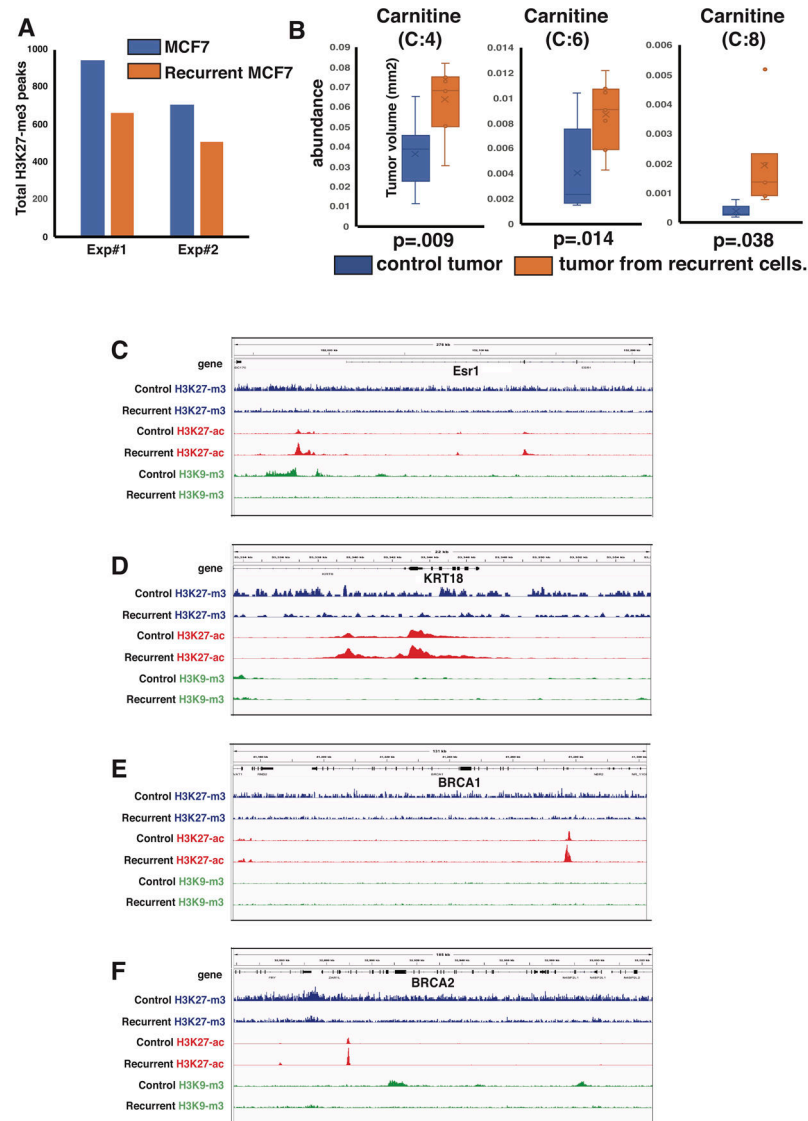 A
MCF7
Recurrent MCF7
Total H3K27-me3 peaks
1000
800
600
400
200
0
Exp#1 Exp#2
B
Carnitine
(C:4)
Carnitine
(C:6)
Carnitine
(C:8)
abundance
Tumor volume (mm2)
0.09
0.08
0.07
0.06
0.05
0.04
0.03
0.02
0.01
0
0.014
0.012
0.01
0.008
0.006
0.004
0.002
0
0.006
0.005
0.004
0.003
0.002
0.001
0
p=.009 p=.014 p=.038
control tumor tumor from recurrent cells.
C
276 kb
gene
Esr1
Control H3K27-m3
Recurrent H3K27-m3
Control H3K27-ac
Recurrent H3K27-ac
Control H3K9-m3
Recurrent H3K9-m3
D
22 kb
gene
KRT18
Control H3K27-m3
Recurrent H3K27-m3
Control H3K27-ac
Recurrent H3K27-ac
Control H3K9-m3
Recurrent H3K9-m3
E
gene
BRCA1
Control H3K27-m3
Recurrent H3K27-m3
Control H3K27-ac
Recurrent H3K27-ac
Control H3K9-m3
Recurrent H3K9-m3
F
gene
BRCA2
Control H3K27-m3
Recurrent H3K27-m3
Control H3K27-ac
Recurrent H3K27-ac
Control H3K9-m3
Recurrent H3K9-m3